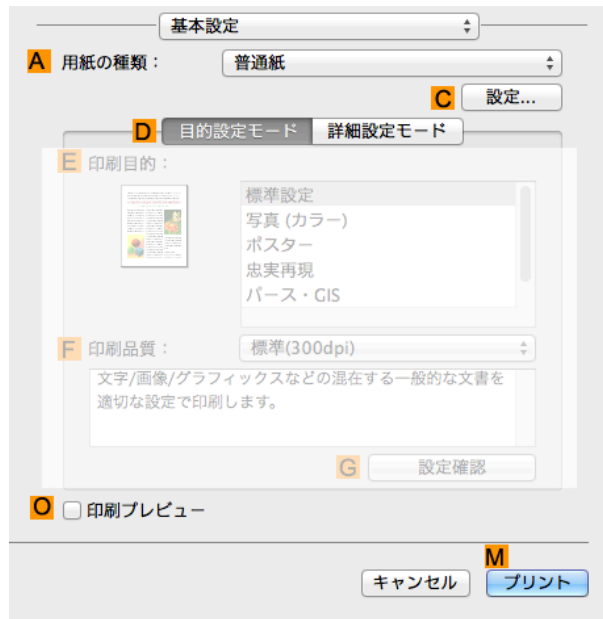 基本設定
A 用紙の種類： 普通紙
C 設定...
D 目的設定モード 詳細設定モード
E 印刷目的：
標準設定
写真 (カラー)
ポスター
忠実再現
パース・GIS
F 印刷品質： 標準(300dpi)
文字/画像/グラフィックスなどの混在する一般的な文書を
適切な設定で印刷します。
G 設定確認
O 印刷プレビュー
M
キャンセル プリント